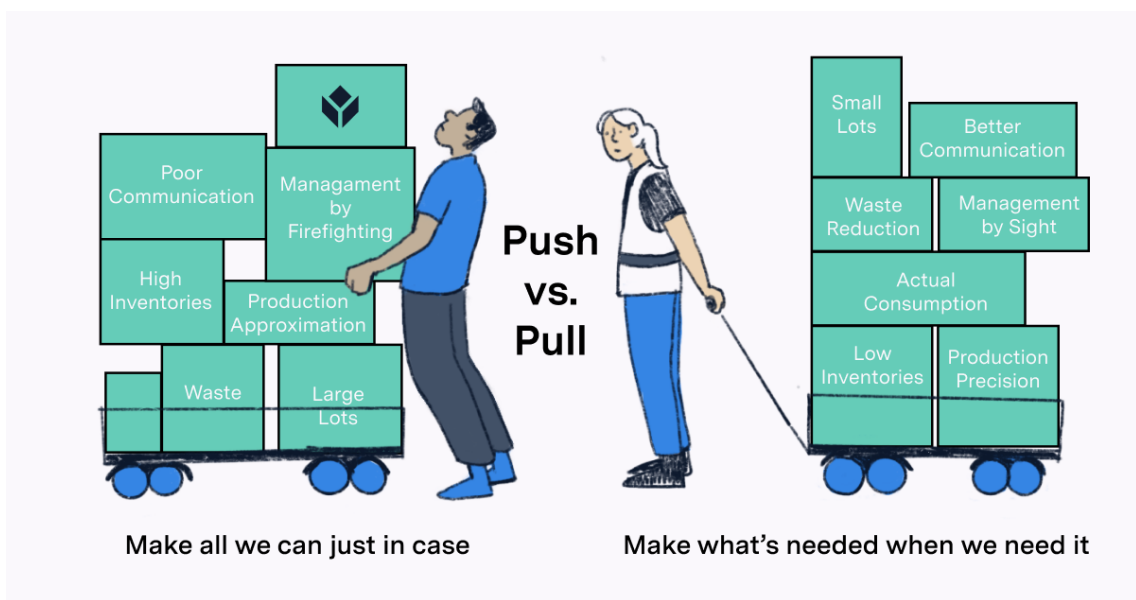 Poor
Communication
Managament
by
Firefighting
High
Inventories
Production
Approximation
Waste
Large
Lots
Push
vs.
Pull
Small
Lots
Better
Communication
Waste
Reduction
Management
by Sight
Actual
Consumption
Low
Inventories
Production
Precision
Make all we can just in case
Make what’s needed when we need it